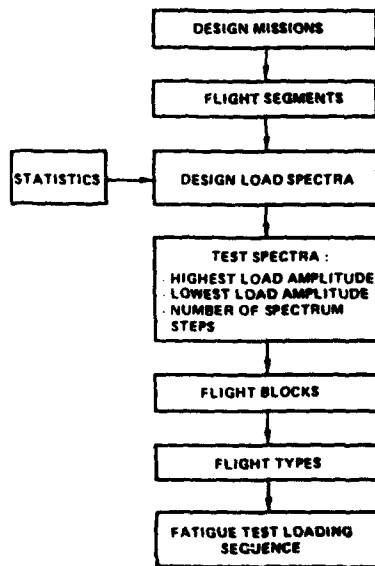 DESIGN MISSIONS
FLIGHT SEGMENTS
STATISTICS
DESIGN LOAD SPECTRA
TEST SPECTRA :
· HIGHEST LOAD AMPLITUDE
· LOWEST LOAD AMPLITUDE
· NUMBER OF SPECTRUM
STEPS
FLIGHT BLOCKS
FLIGHT TYPES
FATIGUE TEST LOADING
SEQUENCE